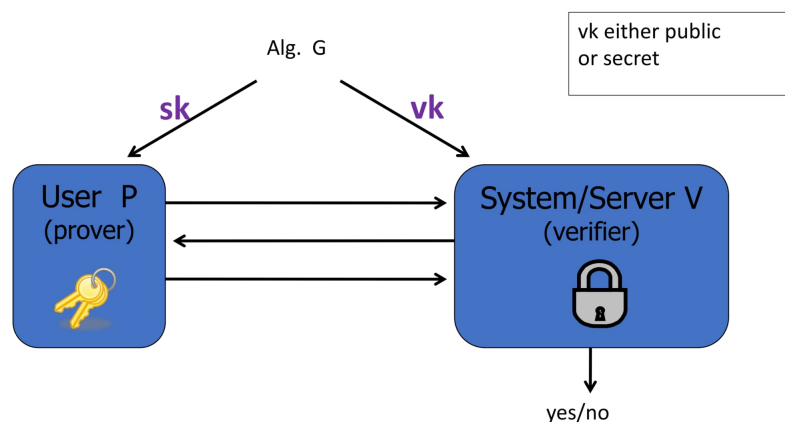 Alg. G
vk either public
or secret
sk
vk
User P
(prover)
System/Server V
(verifier)
yes/no